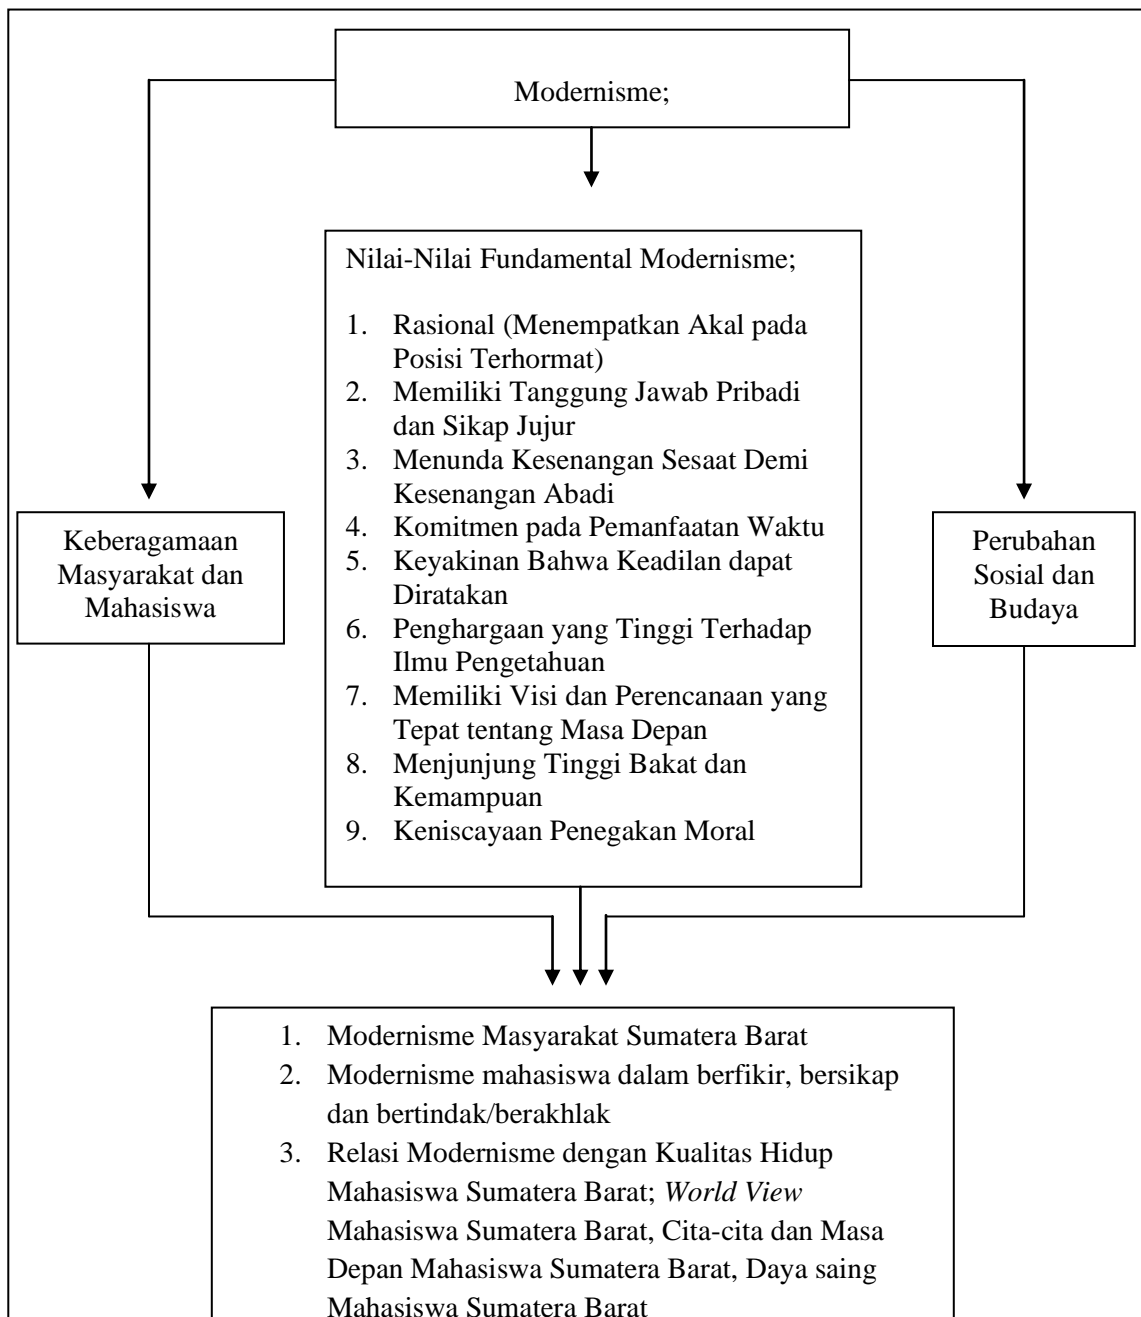 Modernisme;
Nilai-Nilai Fundamental Modernisme;
1. Rasional (Menempatkan Akal pada
Posisi Terhormat)
2. Memiliki Tanggung Jawab Pribadi
dan Sikap Jujur
3. Menunda Kesenangan Sesaat Demi
Kesenangan Abadi
4. Komitmen pada Pemanfaatan Waktu
5. Keyakinan Bahwa Keadilan dapat
Diratakan
6. Penghargaan yang Tinggi Terhadap
Ilmu Pengetahuan
7. Memiliki Visi dan Perencanaan yang
Tepat tentang Masa Depan
8. Menjunjung Tinggi Bakat dan
Kemampuan
9. Keniscayaan Penegakan Moral
Keberagamaan
Masyarakat dan
Mahasiswa
Perubahan
Sosial dan
Budaya
1. Modernisme Masyarakat Sumatera Barat
2. Modernisme mahasiswa dalam berfikir, bersikap
dan bertindak/berakhlak
3. Relasi Modernisme dengan Kualitas Hidup
Mahasiswa Sumatera Barat; World View
Mahasiswa Sumatera Barat, Cita-cita dan Masa
Depan Mahasiswa Sumatera Barat, Daya saing
Mahasiswa Sumatera Barat